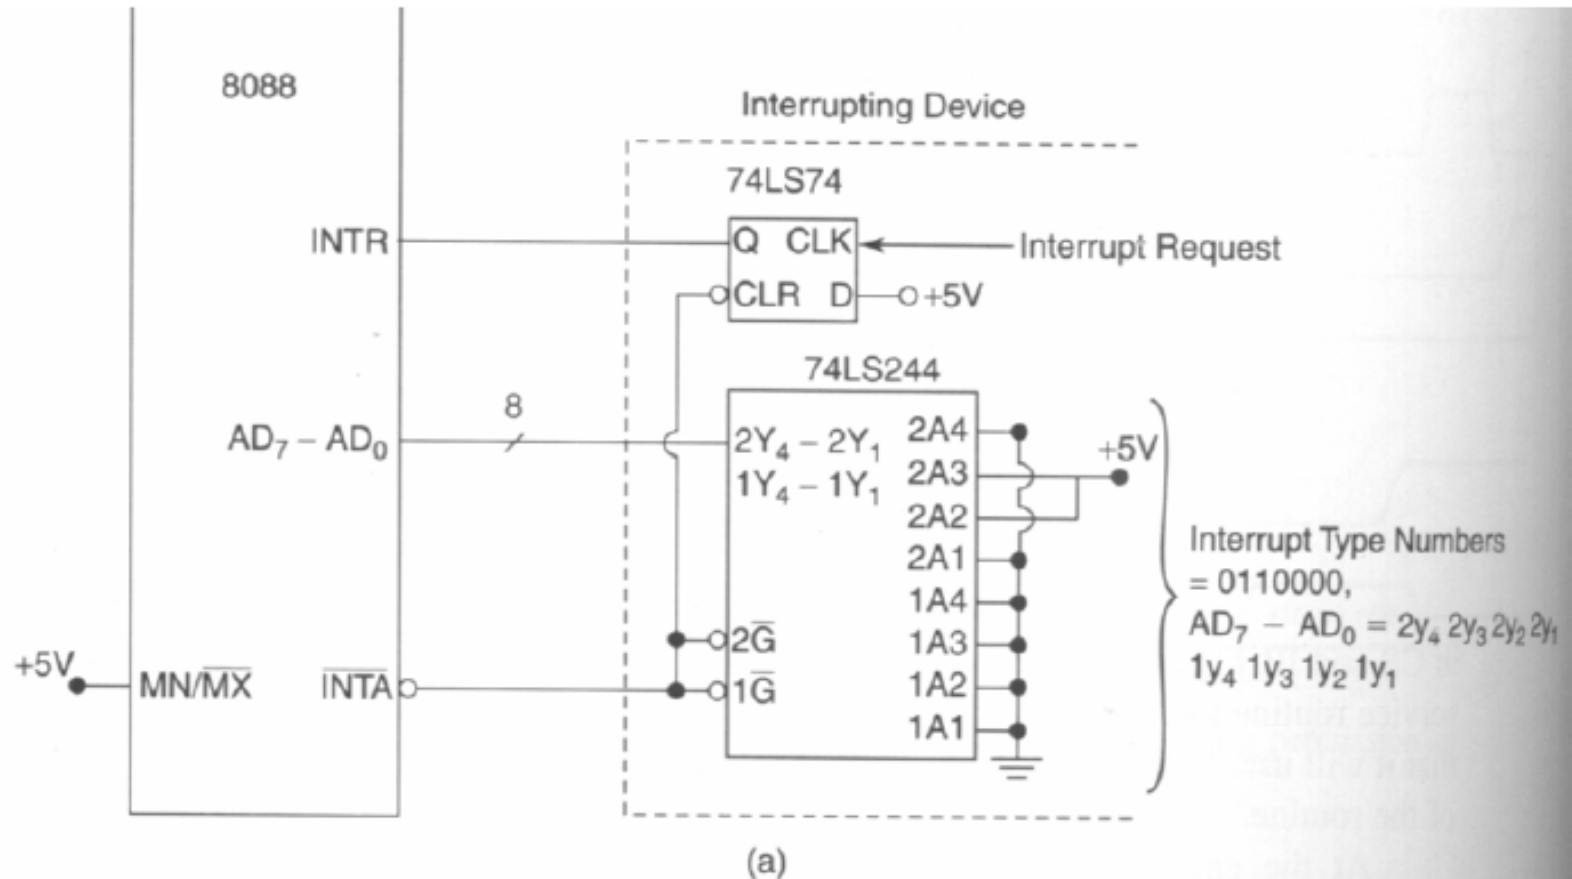 8088
Interrupting Device
74LS74
INTR
Q CLK
Interrupt Request
CLR D
+5V
74LS244
8
AD₇ – AD₀
2Y₄ – 2Y₁
1Y₄ – 1Y₁
2A4
2A3
2A2
2A1
1A4
1A3
1A2
1A1
+5V
Interrupt Type Numbers
= 0110000,
AD₇ – AD₀ = 2y₄ 2y₃ 2y₂ 2y₁
1y₄ 1y₃ 1y₂ 1y₁
2G̅
1G̅
+5V
MN/M̅X̅
I̅N̅T̅A̅
(a)